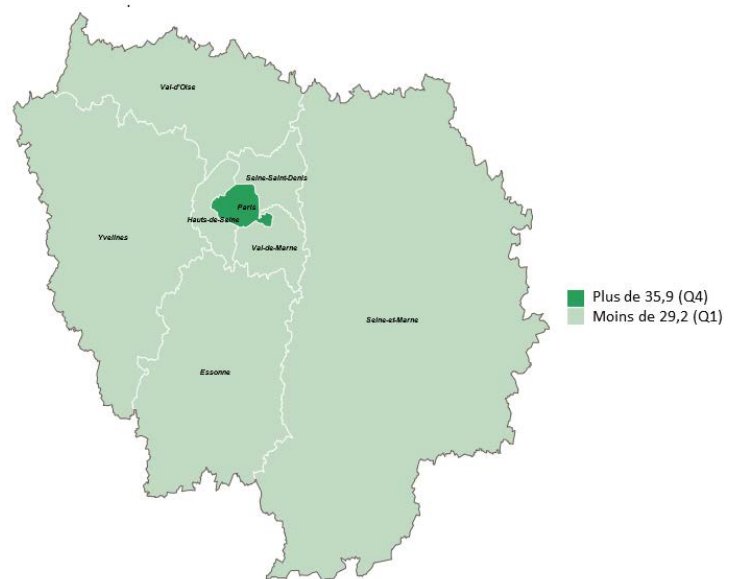 Val-d'Oise
Seine-Saint-Denis
Paris
Hauts-de-Seine
Yvelines
Val-de-Marne
Plus de 35,9 (Q4)
Moins de 29,2 (Q1)
Seine-et-Marne
Essonne